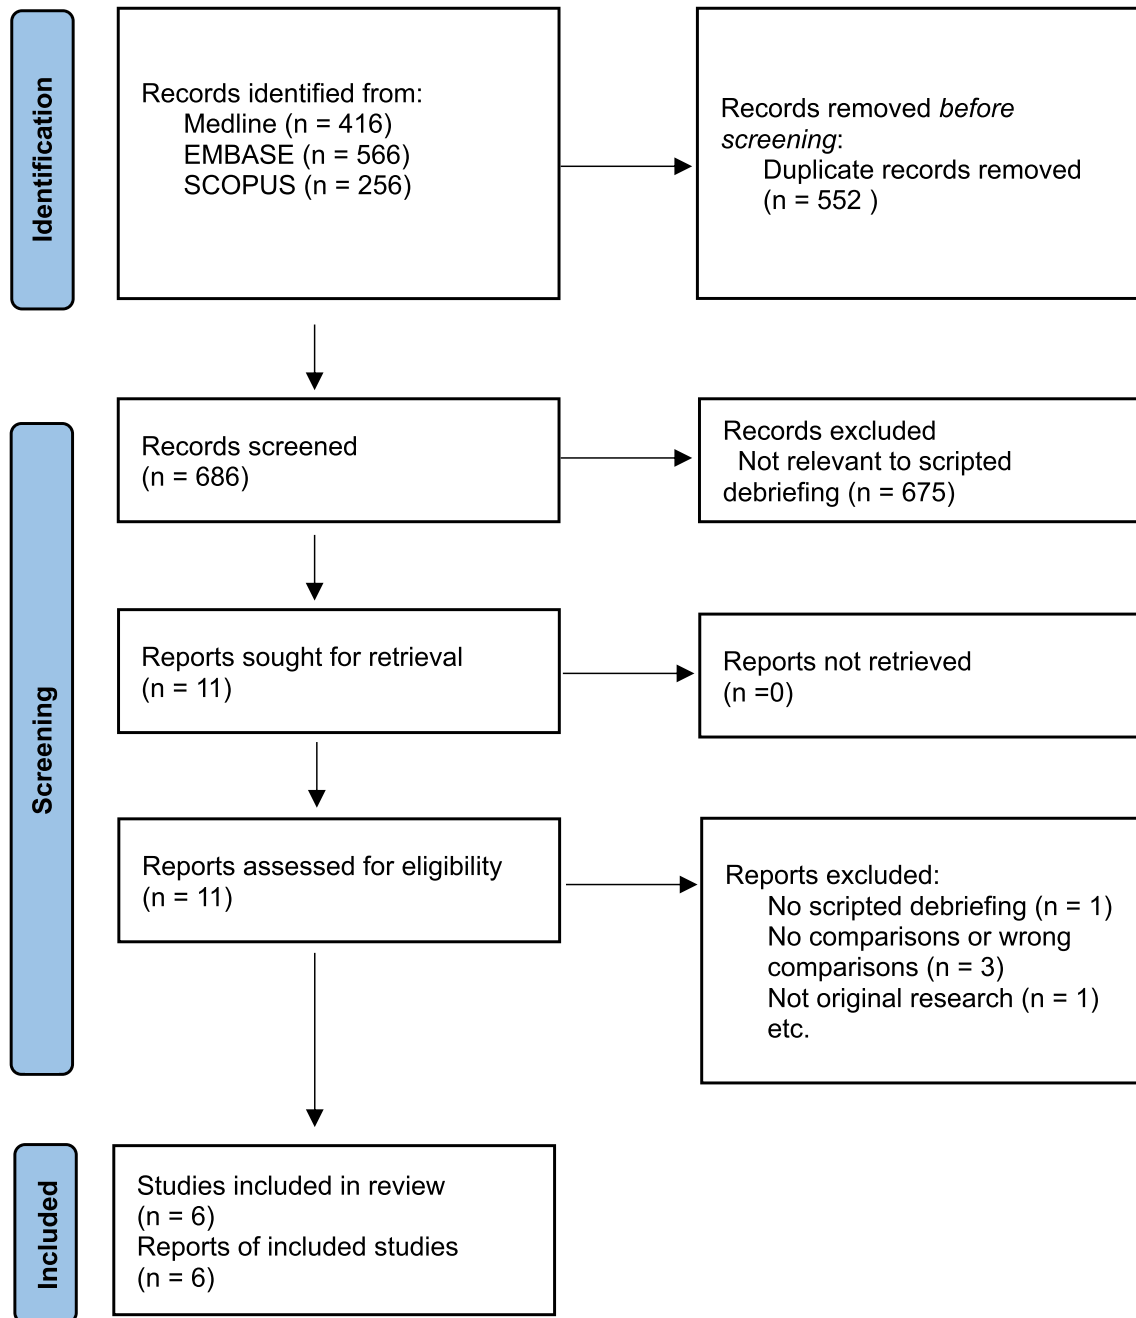 Identification
Records identified from:
Medline (n = 416)
EMBASE (n = 566)
SCOPUS (n = 256)
Records removed before
screening:
Duplicate records removed
(n = 552 )
Screening
Records screened
(n = 686)
Records excluded
Not relevant to scripted
debriefing (n = 675)
Reports sought for retrieval
(n = 11)
Reports not retrieved
(n =0)
Reports assessed for eligibility
(n = 11)
Reports excluded:
No scripted debriefing (n = 1)
No comparisons or wrong
comparisons (n = 3)
Not original research (n = 1)
etc.
Included
Studies included in review
(n = 6)
Reports of included studies
(n = 6)